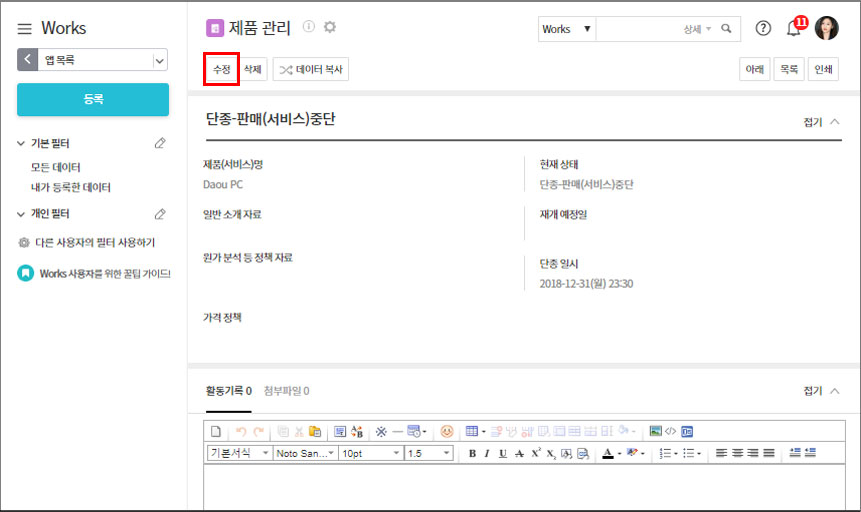 Works
제품 관리
Works
상세
11
앱 목록
수정
삭제
데이터 복사
아래
목록
인쇄
등록
단종-판매(서비스)중단
접기
기본 필터
모든 데이터
내가 등록한 데이터
개인 필터
다른 사용자의 필터 사용하기
Works 사용자를 위한 꿀팁 가이드!
제품(서비스)명
Daou PC
현재 상태
단종-판매(서비스)중단
일반 소개 자료
재개 예정일
원가 분석 등 정책 자료
단종 일시
2018-12-31(월) 23:30
가격 정책
활동기록 0
첨부파일 0
접기
기본서식
Noto San...
10pt
1.5
B I U A X² X₂
A